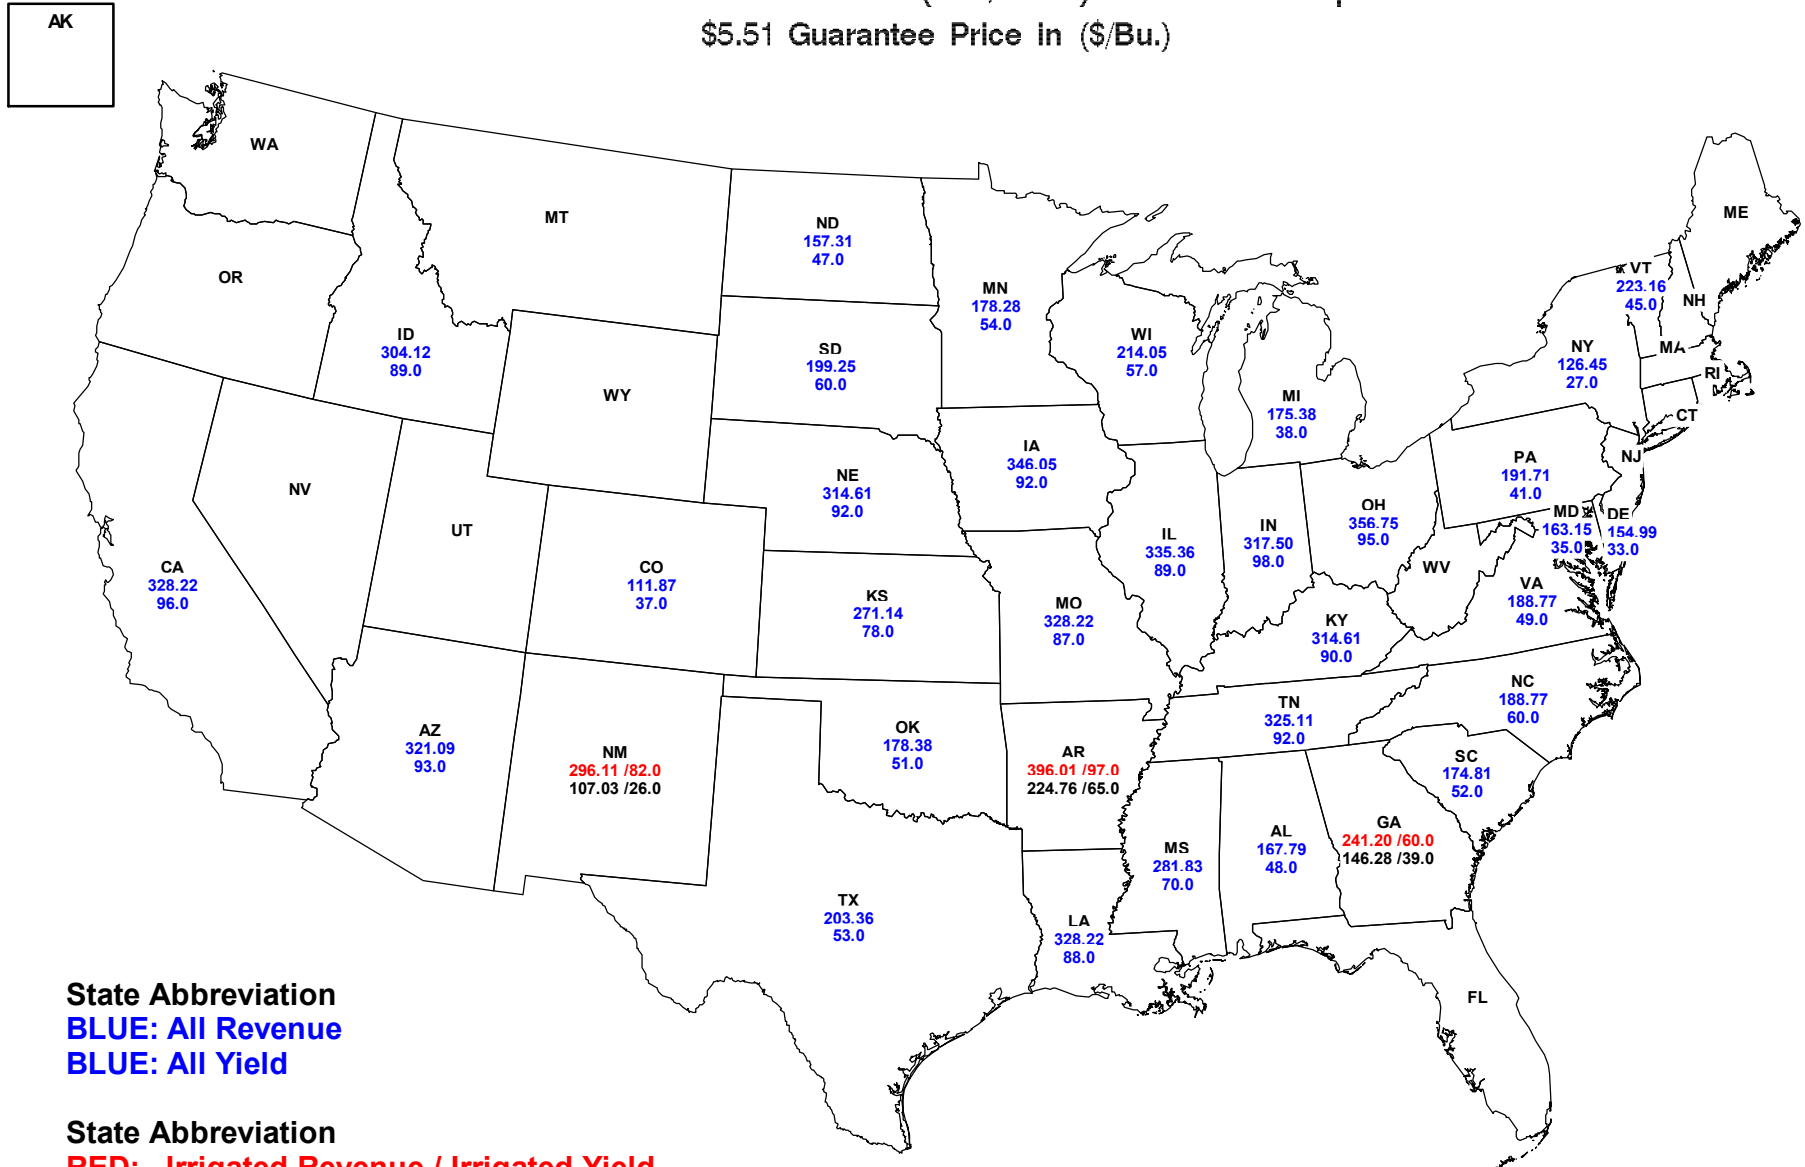 AK
$5.51 Guarantee Price in ($/Bu.)
WA
MT
ND
157.31
47.0
ME
OR
MN
178.28
54.0
VT
223.16
45.0
NH
ID
304.12
89.0
WI
214.05
57.0
SD
199.25
60.0
NY
126.45
27.0
MA
RI
WY
MI
175.38
38.0
CT
IA
346.05
92.0
PA
191.71
41.0
NJ
NV
NE
314.61
92.0
UT
OH
356.75
95.0
MD
163.15
35.0
DE
154.99
33.0
IL
335.36
89.0
IN
317.50
98.0
WV
CA
328.22
96.0
CO
111.87
37.0
KS
271.14
78.0
MO
328.22
87.0
VA
188.77
49.0
KY
314.61
90.0
NC
188.77
60.0
TN
325.11
92.0
AZ
321.09
93.0
NM
296.11 /82.0
107.03 /26.0
OK
178.38
51.0
AR
396.01 /97.0
224.76 /65.0
SC
174.81
52.0
GA
241.20 /60.0
146.28 /39.0
MS
281.83
70.0
AL
167.79
48.0
TX
203.36
53.0
LA
328.22
88.0
FL
State Abbreviation
BLUE: All Revenue
BLUE: All Yield
State Abbreviation
RED: Irrigated Revenue / Irrigated Yield